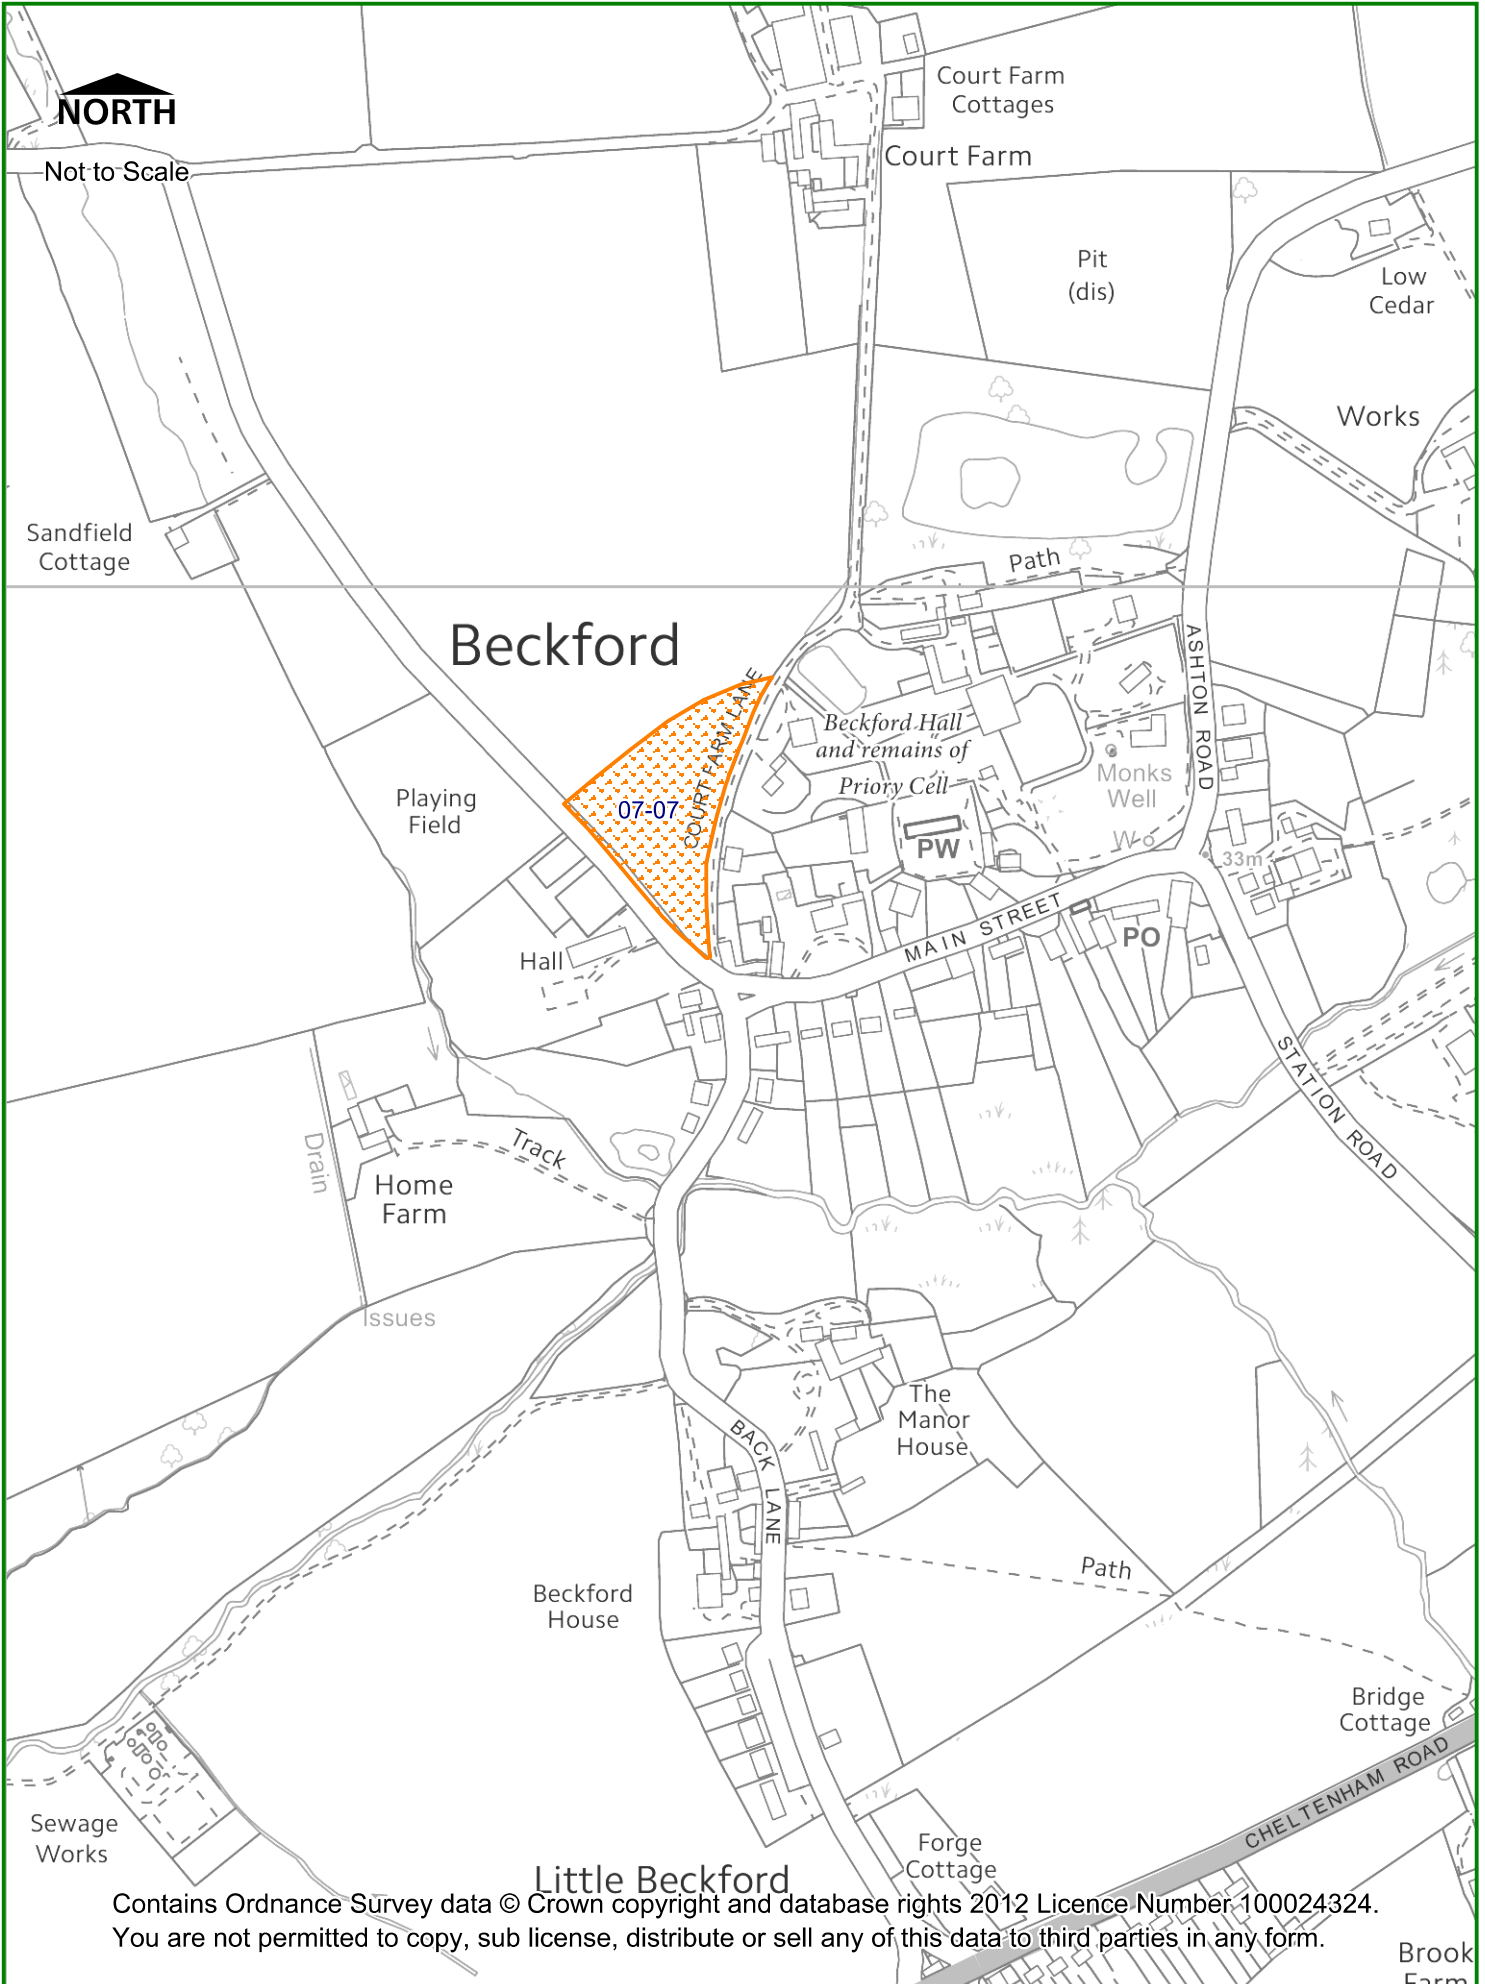 Court Farm
Cottages
NORTH
Court Farm
Not to Scale
Pit
(dis)
Low
Cedar
Works
Sandfield
Cottage
Path
Beckford
ASHTON ROAD
COURT FARM LANE
Beckford Hall
and remains of
Priory Cell
Monks
Well
Playing
Field
07-07
Wo
PW
33m
MAIN STREET
PO
Hall
STATION ROAD
Drain
Track
Home
Farm
Issues
The
Manor
House
BACK LANE
Path
Beckford
House
Bridge
Cottage
CHELTENHAM ROAD
Sewage
Works
Forge
Cottage
Little Beckford
Contains Ordnance Survey data © Crown copyright and database rights 2012 Licence Number 100024324.
You are not permitted to copy, sub license, distribute or sell any of this data to third parties in any form.
Brook
Farm